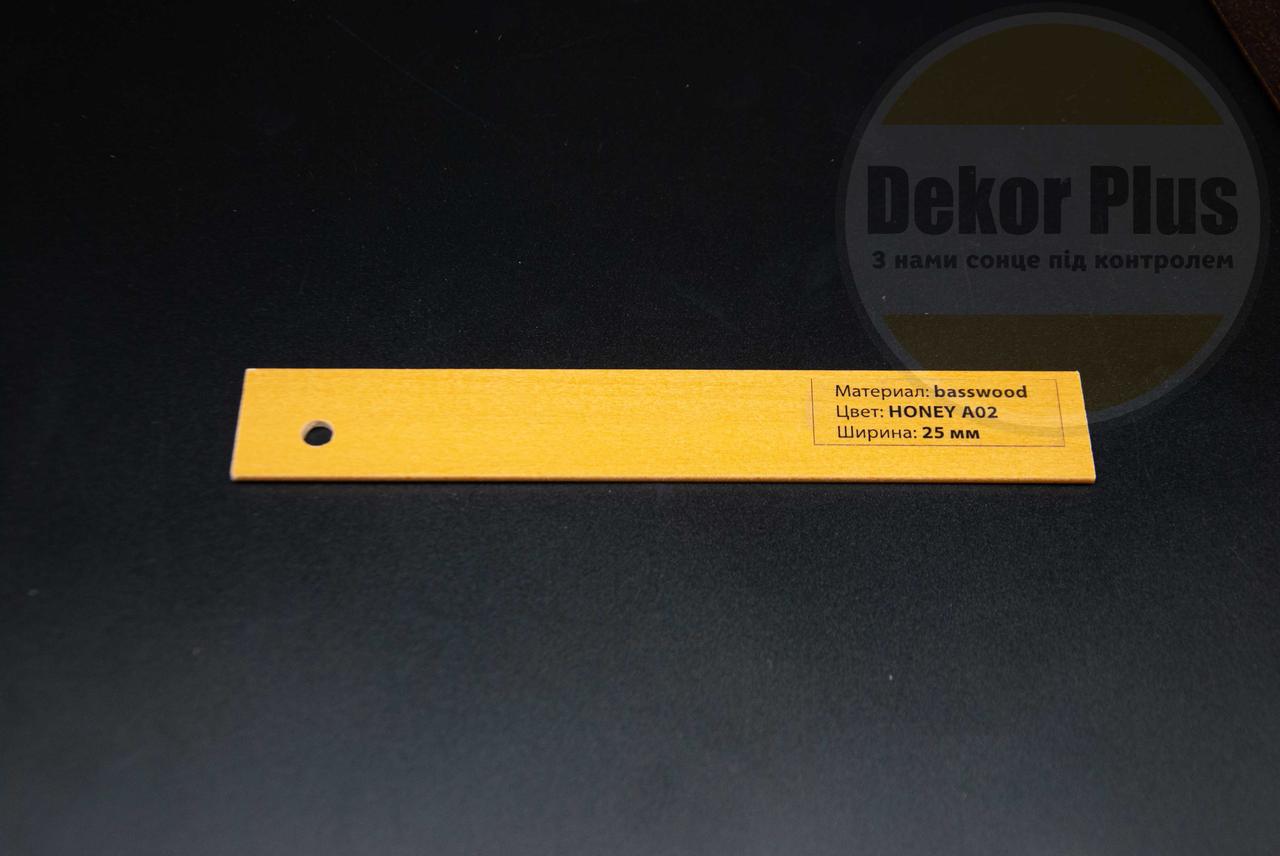 Dekor Plus
З нами сонце під контролем
Материал: basswood
Цвет: HONEY A02
Ширина: 25 мм